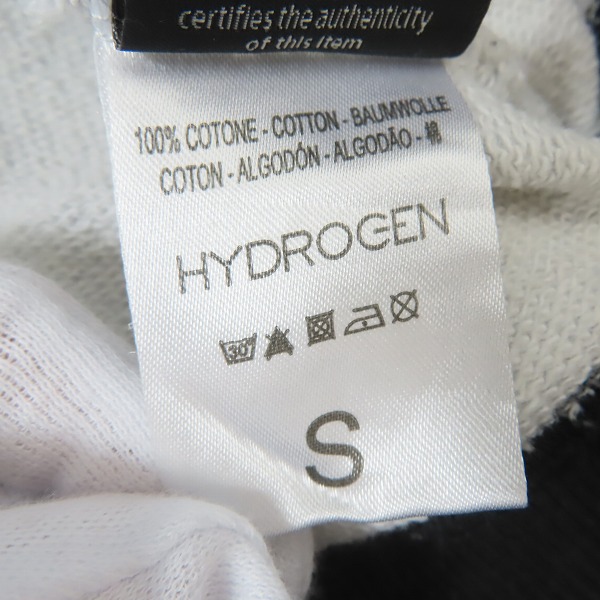 certifies the authenticity
of this item
100% COTONE - COTTON - BAUMWOLLE
COTON - ALGODÓN - ALGODÃO - 棉
HYDROGEN
30°
S